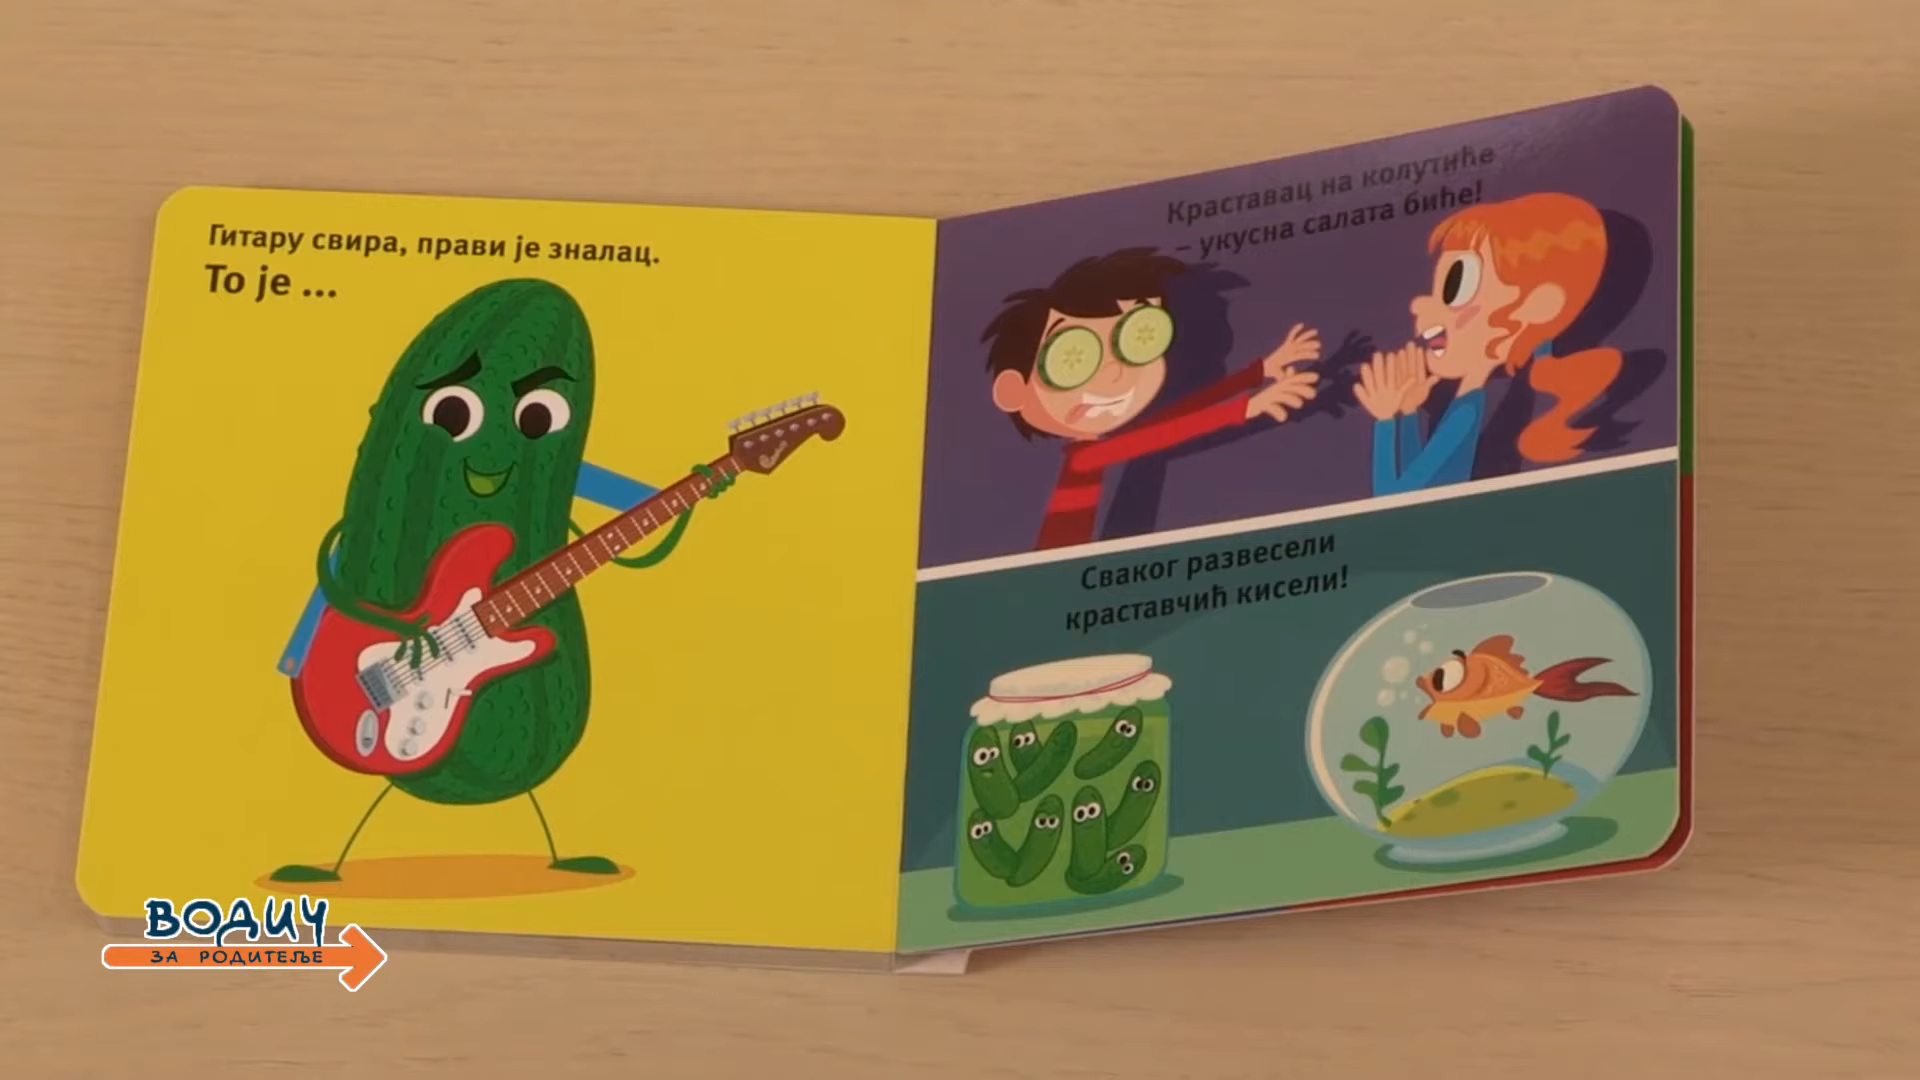 Гитару свира, прави је зналац.
То је ...
Краставац на колутиће
– укусна салата биће!
Сваког развесели
краставчић кисели!
ВОДИЧ
ЗА РОДИТЕЉЕ